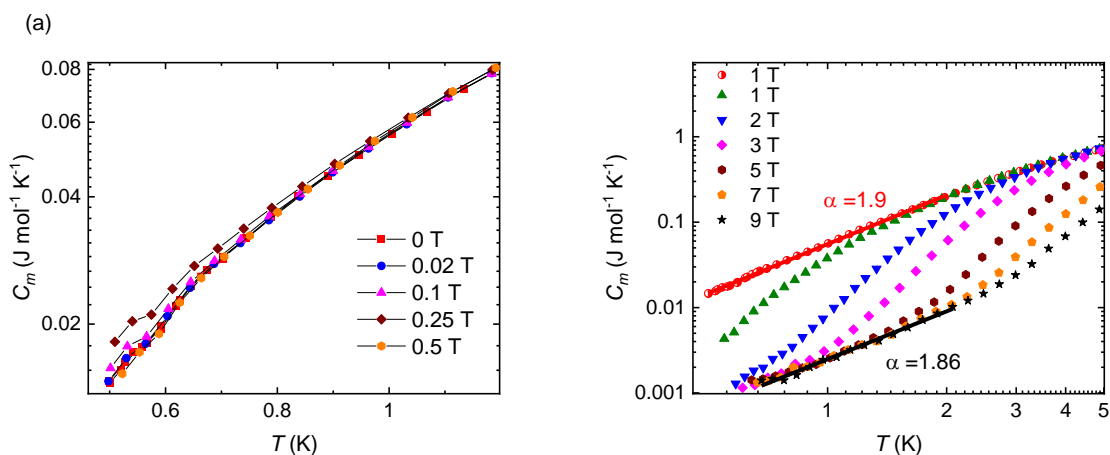 (a)
0.08
0.06
0.04
0.02
C_m (J mol⁻¹ K⁻¹)
0 T
0.02 T
0.1 T
0.25 T
0.5 T
0.6
0.8
1
T (K)
1 T
1 T
2 T
3 T
5 T
7 T
9 T
α =1.9
α =1.86
1
0.1
0.01
0.001
C_m (J mol⁻¹ K⁻¹)
1
2
3
4
5
T (K)